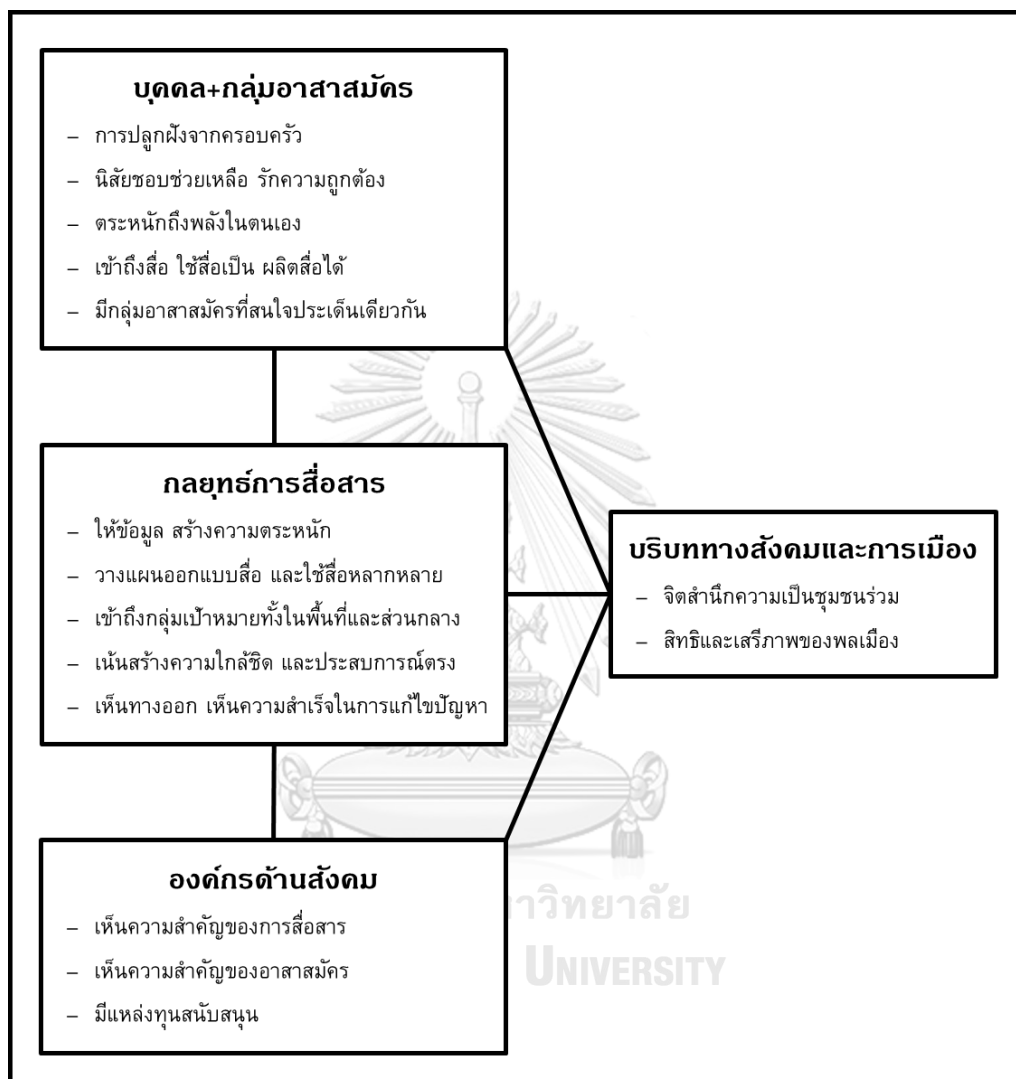 บุคคล+กลุ่มอาสาสมัคร
– การปลูกฝังจากครอบครัว
– นิสัยชอบช่วยเหลือ รักความถูกต้อง
– ตระหนักถึงพลังในตนเอง
– เข้าถึงสื่อ ใช้สื่อเป็น ผลิตสื่อได้
– มีกลุ่มอาสาสมัครที่สนใจประเด็นเดียวกัน
กลยุทธ์การสื่อสาร
– ให้ข้อมูล สร้างความตระหนัก
– วางแผนออกแบบสื่อ และใช้สื่อหลากหลาย
– เข้าถึงกลุ่มเป้าหมายทั้งในพื้นที่และส่วนกลาง
– เน้นสร้างความใกล้ชิด และประสบการณ์ตรง
– เห็นทางออก เห็นความสำเร็จในการแก้ไขปัญหา
บริบททางสังคมและการเมือง
– จิตสำนึกความเป็นชุมชนร่วม
– สิทธิและเสรีภาพของพลเมือง
องค์กรด้านสังคม
– เห็นความสำคัญของการสื่อสาร
– เห็นความสำคัญของอาสาสมัคร
– มีแหล่งทุนสนับสนุน
าวิทยาลัย
UNIVERSITY